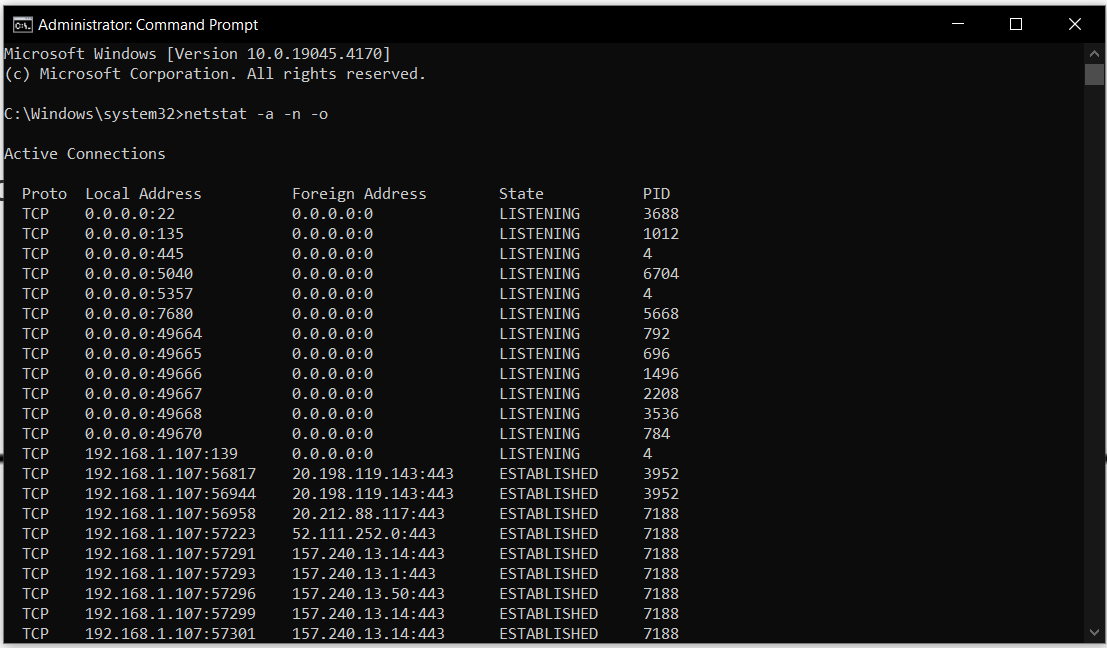 Administrator: Command Prompt
Microsoft Windows [Version 10.0.19045.4170]
(c) Microsoft Corporation. All rights reserved.
C:\Windows\system32>netstat -a -n -o
Active Connections
Proto  Local Address          Foreign Address        State           PID
TCP    0.0.0.0:22             0.0.0.0:0              LISTENING       3688
TCP    0.0.0.0:135            0.0.0.0:0              LISTENING       1012
TCP    0.0.0.0:445            0.0.0.0:0              LISTENING       4
TCP    0.0.0.0:5040           0.0.0.0:0              LISTENING       6704
TCP    0.0.0.0:5357           0.0.0.0:0              LISTENING       4
TCP    0.0.0.0:7680           0.0.0.0:0              LISTENING       5668
TCP    0.0.0.0:49664          0.0.0.0:0              LISTENING       792
TCP    0.0.0.0:49665          0.0.0.0:0              LISTENING       696
TCP    0.0.0.0:49666          0.0.0.0:0              LISTENING       1496
TCP    0.0.0.0:49667          0.0.0.0:0              LISTENING       2208
TCP    0.0.0.0:49668          0.0.0.0:0              LISTENING       3536
TCP    0.0.0.0:49670          0.0.0.0:0              LISTENING       784
TCP    192.168.1.107:139      0.0.0.0:0              LISTENING       4
TCP    192.168.1.107:56817    20.198.119.143:443     ESTABLISHED     3952
TCP    192.168.1.107:56944    20.198.119.143:443     ESTABLISHED     3952
TCP    192.168.1.107:56958    20.212.88.117:443      ESTABLISHED     7188
TCP    192.168.1.107:57223    52.111.252.0:443       ESTABLISHED     7188
TCP    192.168.1.107:57291    157.240.13.14:443      ESTABLISHED     7188
TCP    192.168.1.107:57293    157.240.13.1:443       ESTABLISHED     7188
TCP    192.168.1.107:57296    157.240.13.50:443      ESTABLISHED     7188
TCP    192.168.1.107:57299    157.240.13.14:443      ESTABLISHED     7188
TCP    192.168.1.107:57301    157.240.13.14:443      ESTABLISHED     7188